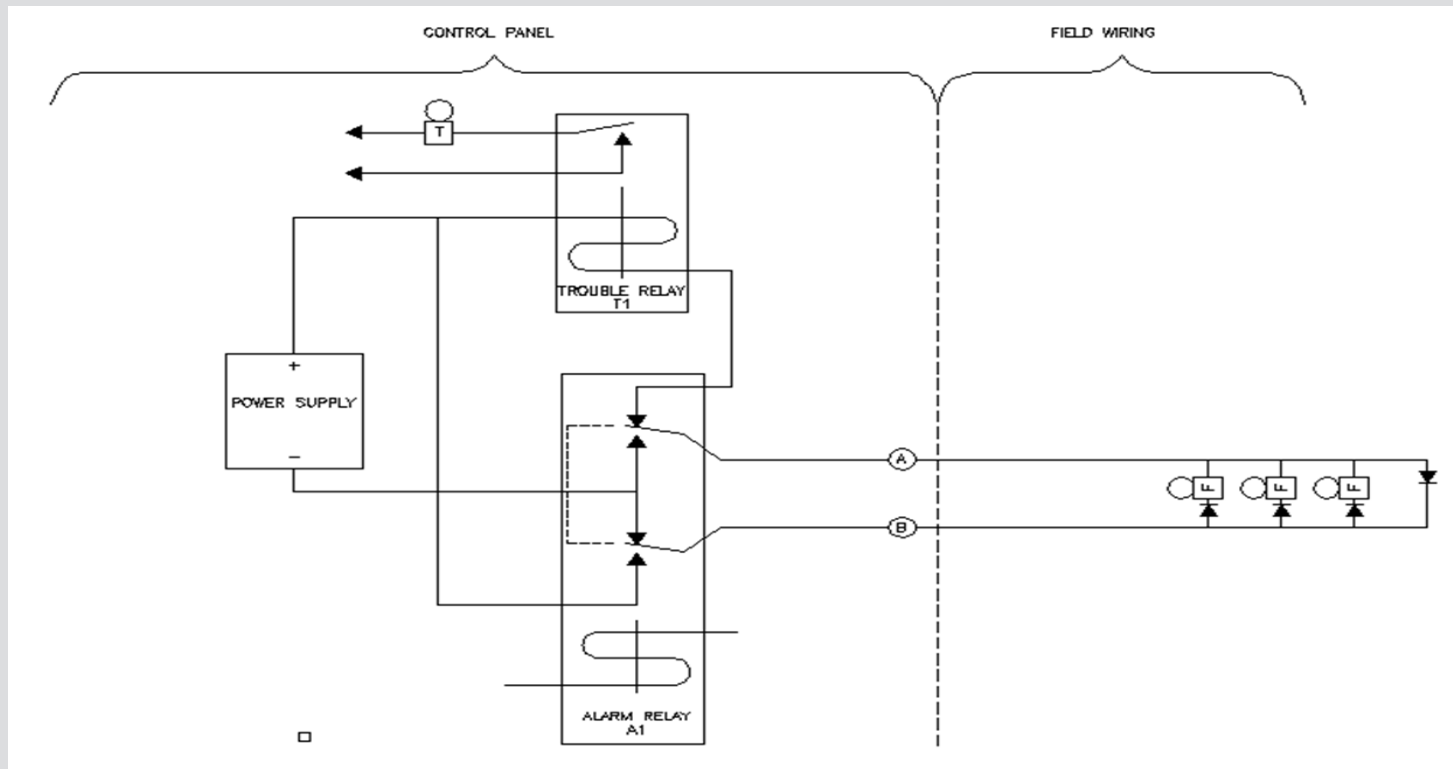 CONTROL PANEL
FIELD WIRING
T
TROUBLE RELAY
T1
+
POWER SUPPLY
−
A
F F F
B
ALARM RELAY
A1